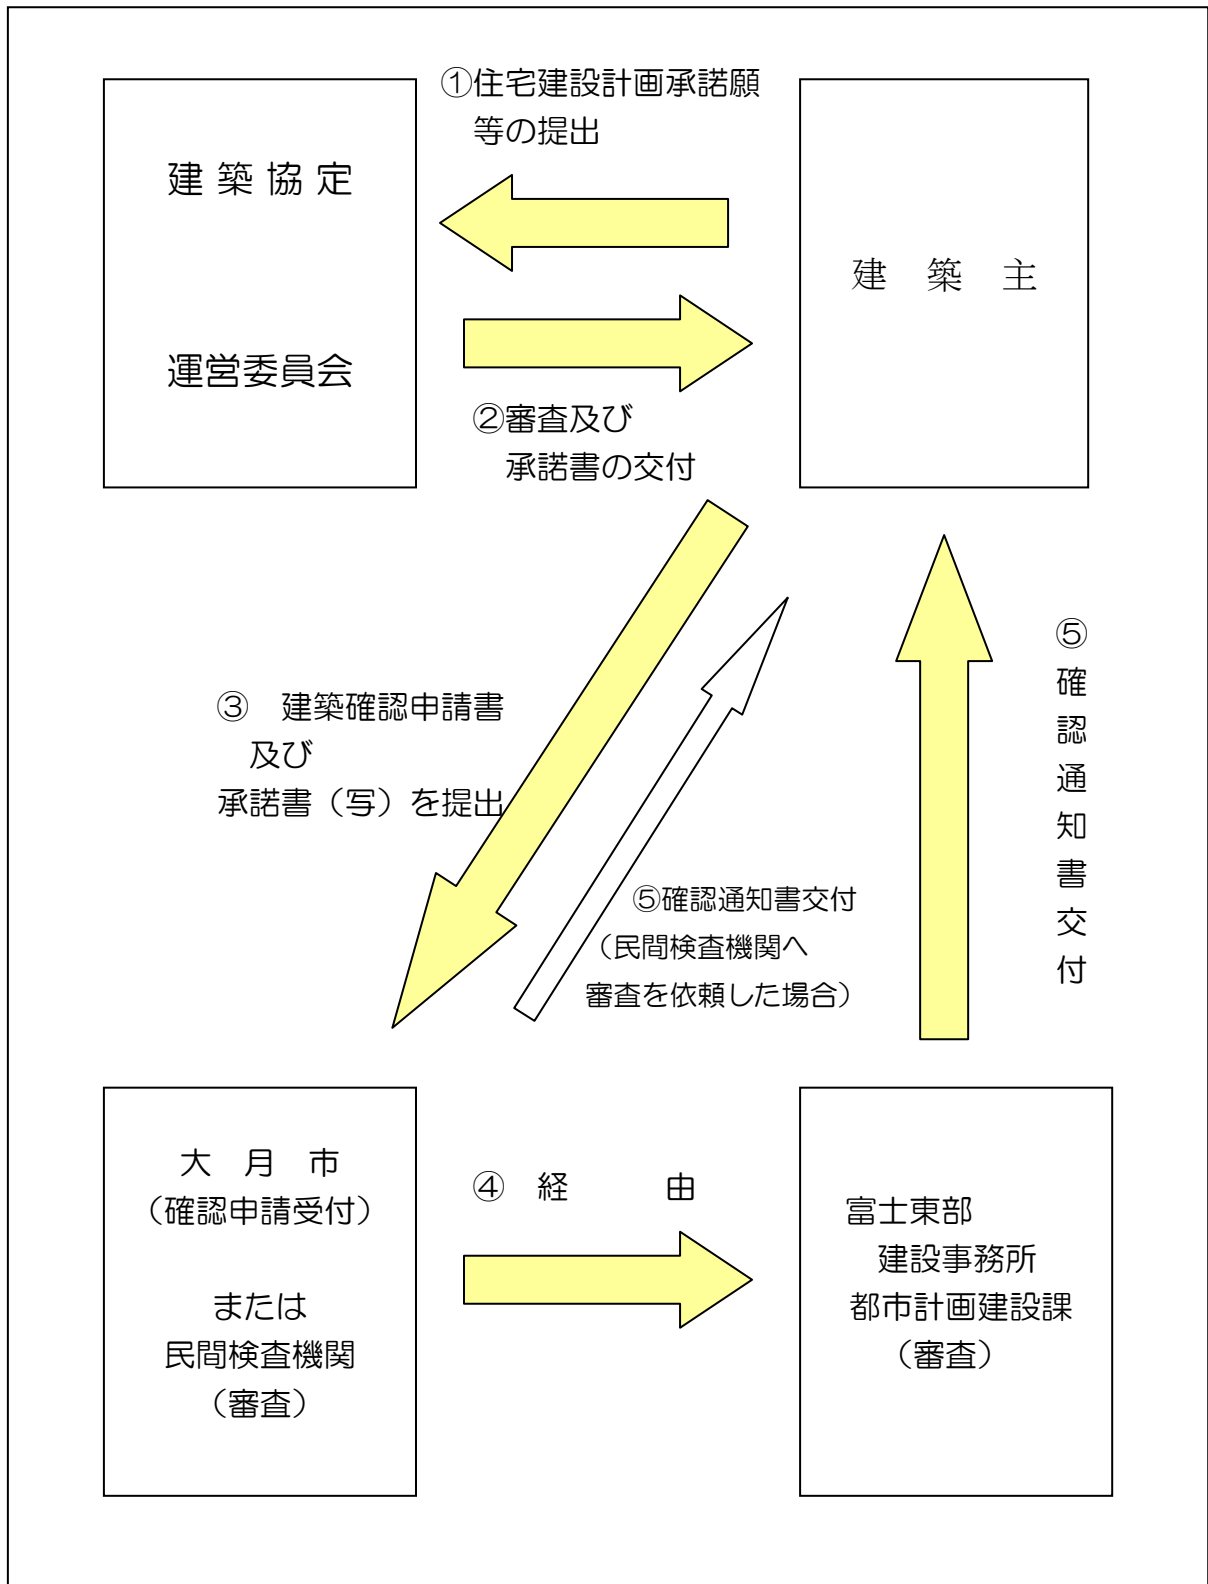 ①住宅建設計画承諾願
等の提出
建 築 協 定
運営委員会
建　築　主
②審査及び
承諾書の交付
③　建築確認申請書
及び
承諾書（写）を提出
⑤確認通知書交付
（民間検査機関へ
審査を依頼した場合）
⑤確認通知書交付
大　月　市
（確認申請受付）
または
民間検査機関
（審査）
④　経　　　由
富士東部
建設事務所
都市計画建設課
（審査）